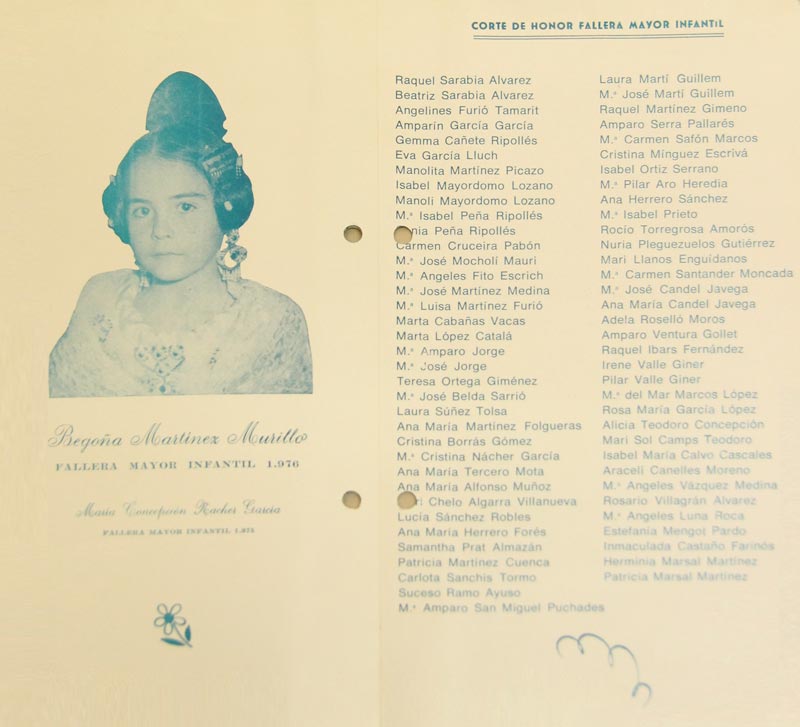 Begoña Martínez Murillo
FALLERA MAYOR INFANTIL 1.976
María Concepción Nacher García
FALLERA MAYOR INFANTIL 1.975
CORTE DE HONOR FALLERA MAYOR INFANTIL
Raquel Sarabia Alvarez
Beatriz Sarabia Alvarez
Angelines Furió Tamarit
Amparín García García
Gemma Cañete Ripollés
Eva García Lluch
Manolita Martínez Picazo
Isabel Mayordomo Lozano
Manoli Mayordomo Lozano
M.ª Isabel Peña Ripollés
nia Peña Ripollés
Carmen Cruceira Pabón
M.ª José Mocholí Mauri
M.ª Angeles Fito Escrich
M.ª José Martínez Medina
M.ª Luisa Martínez Furió
Marta Cabañas Vacas
Marta López Catalá
M.ª Amparo Jorge
M.ª José Jorge
Teresa Ortega Giménez
M.ª José Belda Sarrió
Laura Súñez Tolsa
Ana María Martínez Folgueras
Cristina Borrás Gómez
M.ª Cristina Nácher García
Ana María Tercero Mota
Ana María Alfonso Muñoz
Chelo Algarra Villanueva
Lucía Sánchez Robles
Ana María Herrero Forés
Samantha Prat Almazán
Patricia Martínez Cuenca
Carlota Sanchis Tormo
Suceso Ramo Ayuso
M.ª Amparo San Miguel Puchades
Laura Martí Guillem
M.ª José Martí Guillem
Raquel Martínez Gimeno
Amparo Serra Pallarés
M.ª Carmen Safón Marcos
Cristina Mínguez Escrivá
Isabel Ortiz Serrano
M.ª Pilar Aro Heredia
Ana Herrero Sánchez
M.ª Isabel Prieto
Rocío Torregrosa Amorós
Nuria Pleguezuelos Gutiérrez
Mari Llanos Enguídanos
M.ª Carmen Santander Moncada
M.ª José Candel Javega
Ana María Candel Javega
Adela Roselló Moros
Amparo Ventura Gollet
Raquel Ibars Fernández
Irene Valle Giner
Pilar Valle Giner
M.ª del Mar Marcos López
Rosa María García López
Alicia Teodoro Concepción
Mari Sol Camps Teodoro
Isabel María Calvo Cascales
Araceli Canelles Moreno
M.ª Angeles Vázquez Medina
Rosario Villagrán Alvarez
M.ª Angeles Luna Roca
Estefanía Mengot Pardo
Inmaculada Castaño Farinós
Herminia Marsal Martínez
Patricia Marsal Martínez